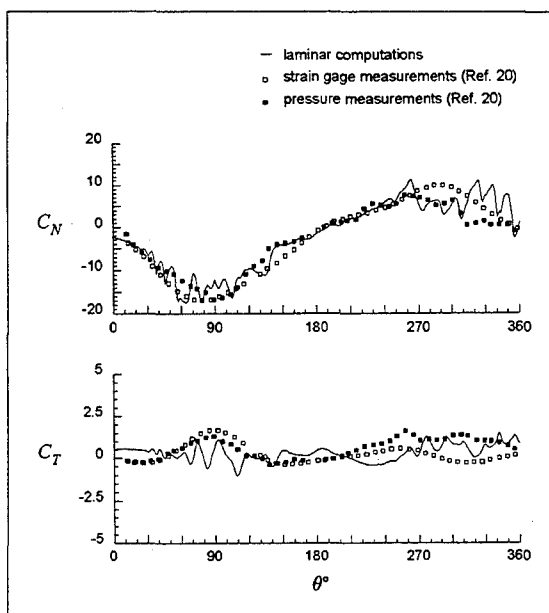 laminar computations
strain gage measurements (Ref. 20)
pressure measurements (Ref. 20)
20
10
C_N
0
-10
-20
0 90 180 270 360
5
2.5
C_T
0
-2.5
-5
0 90 180 270 360
θ°